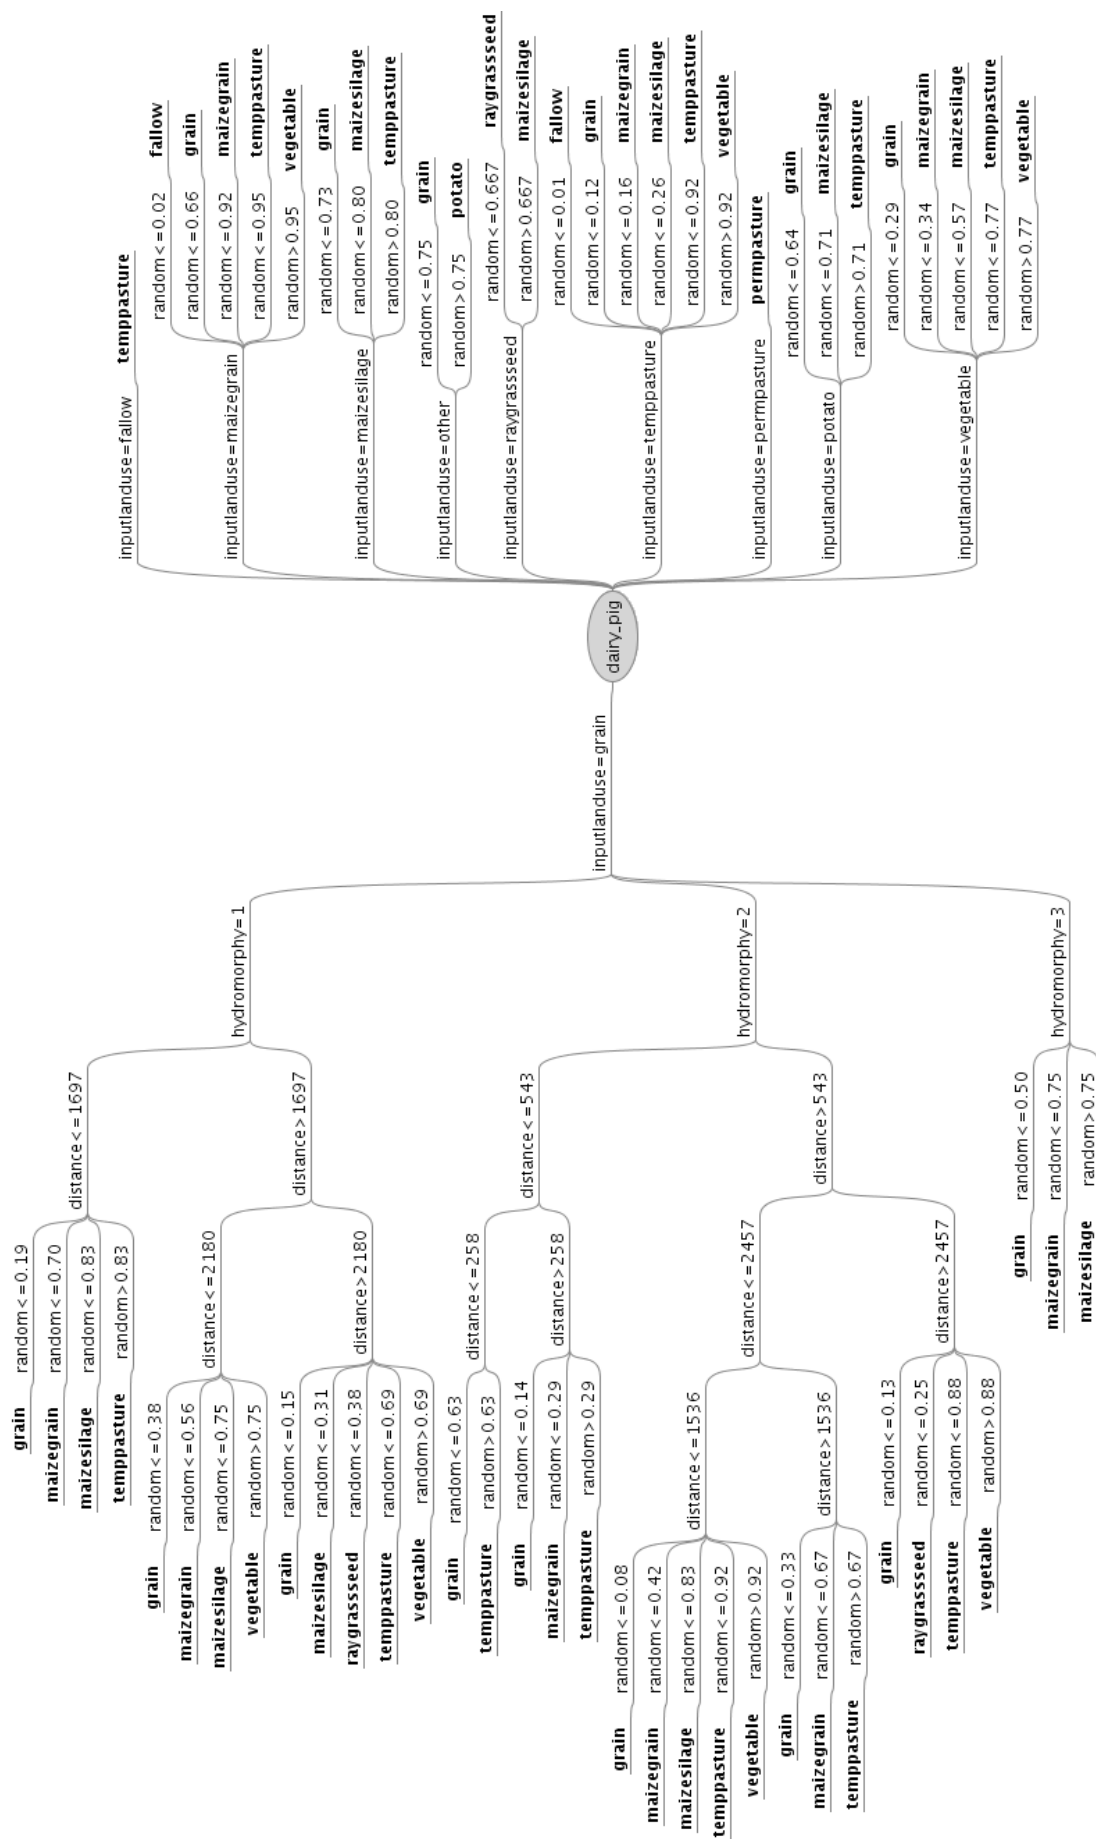 dairy_pig
inputlanduse=grain
hydromorphy=1
distance<=1697
random<=0.19
grain
random<=0.70
maizegrain
random<=0.83
maizesilage
random>0.83
temppasture
distance>1697
distance<=2180
random<=0.38
grain
random<=0.56
maizegrain
random<=0.75
maizesilage
random>0.75
vegetable
distance>2180
random<=0.15
grain
random<=0.31
maizesilage
random<=0.38
raygrassseed
random<=0.69
temppasture
random>0.69
vegetable
hydromorphy=2
distance<=543
distance<=258
random<=0.63
grain
random>0.63
temppasture
distance>258
random<=0.14
grain
random<=0.29
maizegrain
random>0.29
temppasture
distance>543
distance<=2457
distance<=1536
random<=0.08
grain
random<=0.42
maizegrain
random<=0.83
maizesilage
random<=0.92
temppasture
random>0.92
vegetable
distance>1536
random<=0.33
grain
random<=0.67
maizegrain
random>0.67
temppasture
distance>2457
random<=0.13
grain
random<=0.25
raygrassseed
random<=0.88
temppasture
random>0.88
vegetable
hydromorphy=3
random<=0.50
grain
random<=0.75
maizegrain
random>0.75
maizesilage
inputlanduse=fallow
temppasture
inputlanduse=maizegrain
random<=0.02
fallow
random<=0.66
grain
random<=0.92
maizegrain
random<=0.95
temppasture
random>0.95
vegetable
inputlanduse=maizesilage
random<=0.73
grain
random<=0.80
maizesilage
random>0.80
temppasture
inputlanduse=other
random<=0.75
grain
random>0.75
potato
inputlanduse=raygrassseed
random<=0.667
raygrassseed
random>0.667
maizesilage
inputlanduse=temppasture
random<=0.01
fallow
random<=0.12
grain
random<=0.16
maizegrain
random<=0.26
maizesilage
random<=0.92
temppasture
random>0.92
vegetable
inputlanduse=permpasture
permpasture
inputlanduse=potato
random<=0.64
grain
random<=0.71
maizesilage
random>0.71
temppasture
inputlanduse=vegetable
random<=0.29
grain
random<=0.34
maizegrain
random<=0.57
maizesilage
random<=0.77
temppasture
random>0.77
vegetable